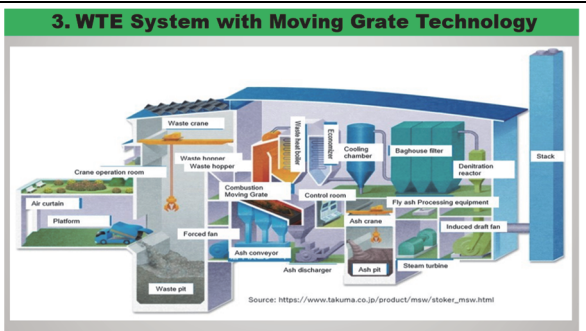 3. WTE System with Moving Grate Technology
Waste crane
Waste hopper
Waste hopper
Crane operation room
Air curtain
Platform
Forced fan
Waste pit
Combustion
Moving Grate
Waste heat boiler
Economizer
Cooling
chamber
Baghouse filter
Denitration
reactor
Stack
Control room
Fly ash Processing equipment
Ash crane
Induced draft fan
Ash conveyor
Ash discharger
Ash pit
Steam turbine
Source: https://www.takuma.co.jp/product/msw/stoker_msw.html